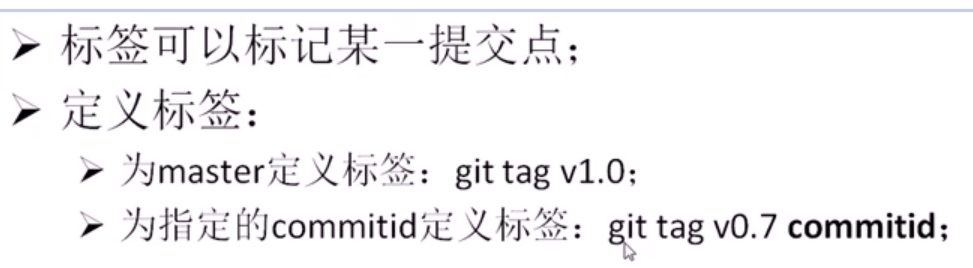 标签可以标记某一提交点；
定义标签：
为master定义标签：git tag v1.0；
为指定的commitid定义标签：git tag v0.7 commitid；